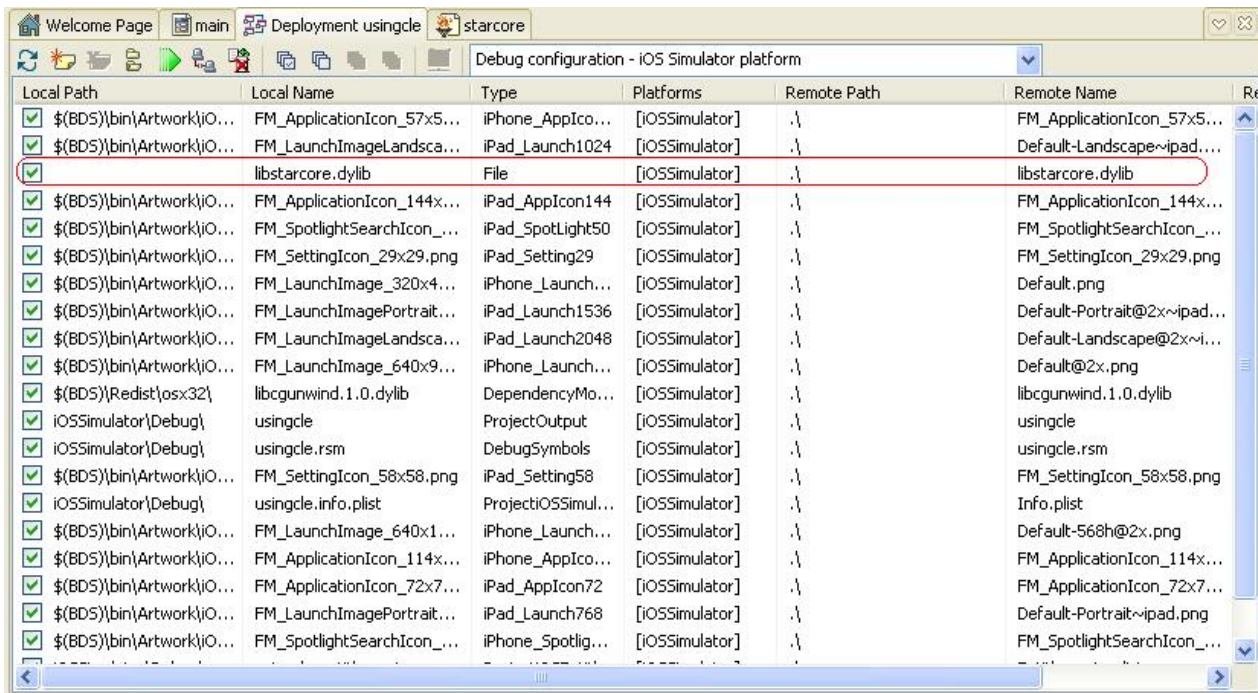 Welcome Page main Deployment usingcle starcore
Debug configuration - iOS Simulator platform
Local Path Local Name Type Platforms Remote Path Remote Name Re
$(BDS)\bin\Artwork\iO... FM_ApplicationIcon_57x5... iPhone_AppIco... [iOSSimulator] .\ FM_ApplicationIcon_57x5...
$(BDS)\bin\Artwork\iO... FM_LaunchImageLandsca... iPad_Launch1024 [iOSSimulator] .\ Default-Landscape~ipad....
libstarcore.dylib File [iOSSimulator] .\ libstarcore.dylib
$(BDS)\bin\Artwork\iO... FM_ApplicationIcon_144x... iPad_AppIcon144 [iOSSimulator] .\ FM_ApplicationIcon_144x...
$(BDS)\bin\Artwork\iO... FM_SpotlightSearchIcon_... iPad_SpotLight50 [iOSSimulator] .\ FM_SpotlightSearchIcon_...
$(BDS)\bin\Artwork\iO... FM_SettingIcon_29x29.png iPad_Setting29 [iOSSimulator] .\ FM_SettingIcon_29x29.png
$(BDS)\bin\Artwork\iO... FM_LaunchImage_320x4... iPhone_Launch... [iOSSimulator] .\ Default.png
$(BDS)\bin\Artwork\iO... FM_LaunchImagePortrait... iPad_Launch1536 [iOSSimulator] .\ Default-Portrait@2x~ipad...
$(BDS)\bin\Artwork\iO... FM_LaunchImageLandsca... iPad_Launch2048 [iOSSimulator] .\ Default-Landscape@2x~i...
$(BDS)\bin\Artwork\iO... FM_LaunchImage_640x9... iPhone_Launch... [iOSSimulator] .\ Default@2x.png
$(BDS)\Redist\osx32\ libcgunwind.1.0.dylib DependencyMo... [iOSSimulator] .\ libcgunwind.1.0.dylib
iOSSimulator\Debug\ usingcle ProjectOutput [iOSSimulator] .\ usingcle
iOSSimulator\Debug\ usingcle.rsm DebugSymbols [iOSSimulator] .\ usingcle.rsm
$(BDS)\bin\Artwork\iO... FM_SettingIcon_58x58.png iPad_Setting58 [iOSSimulator] .\ FM_SettingIcon_58x58.png
iOSSimulator\Debug\ usingcle.info.plist ProjectiOSSimul... [iOSSimulator] .\ Info.plist
$(BDS)\bin\Artwork\iO... FM_LaunchImage_640x1... iPhone_Launch... [iOSSimulator] .\ Default-568h@2x.png
$(BDS)\bin\Artwork\iO... FM_ApplicationIcon_114x... iPhone_AppIco... [iOSSimulator] .\ FM_ApplicationIcon_114x...
$(BDS)\bin\Artwork\iO... FM_ApplicationIcon_72x7... iPad_AppIcon72 [iOSSimulator] .\ FM_ApplicationIcon_72x7...
$(BDS)\bin\Artwork\iO... FM_LaunchImagePortrait... iPad_Launch768 [iOSSimulator] .\ Default-Portrait~ipad.png
$(BDS)\bin\Artwork\iO... FM_SpotlightSearchIcon_... iPhone_Spotlig... [iOSSimulator] .\ FM_SpotlightSearchIcon_...